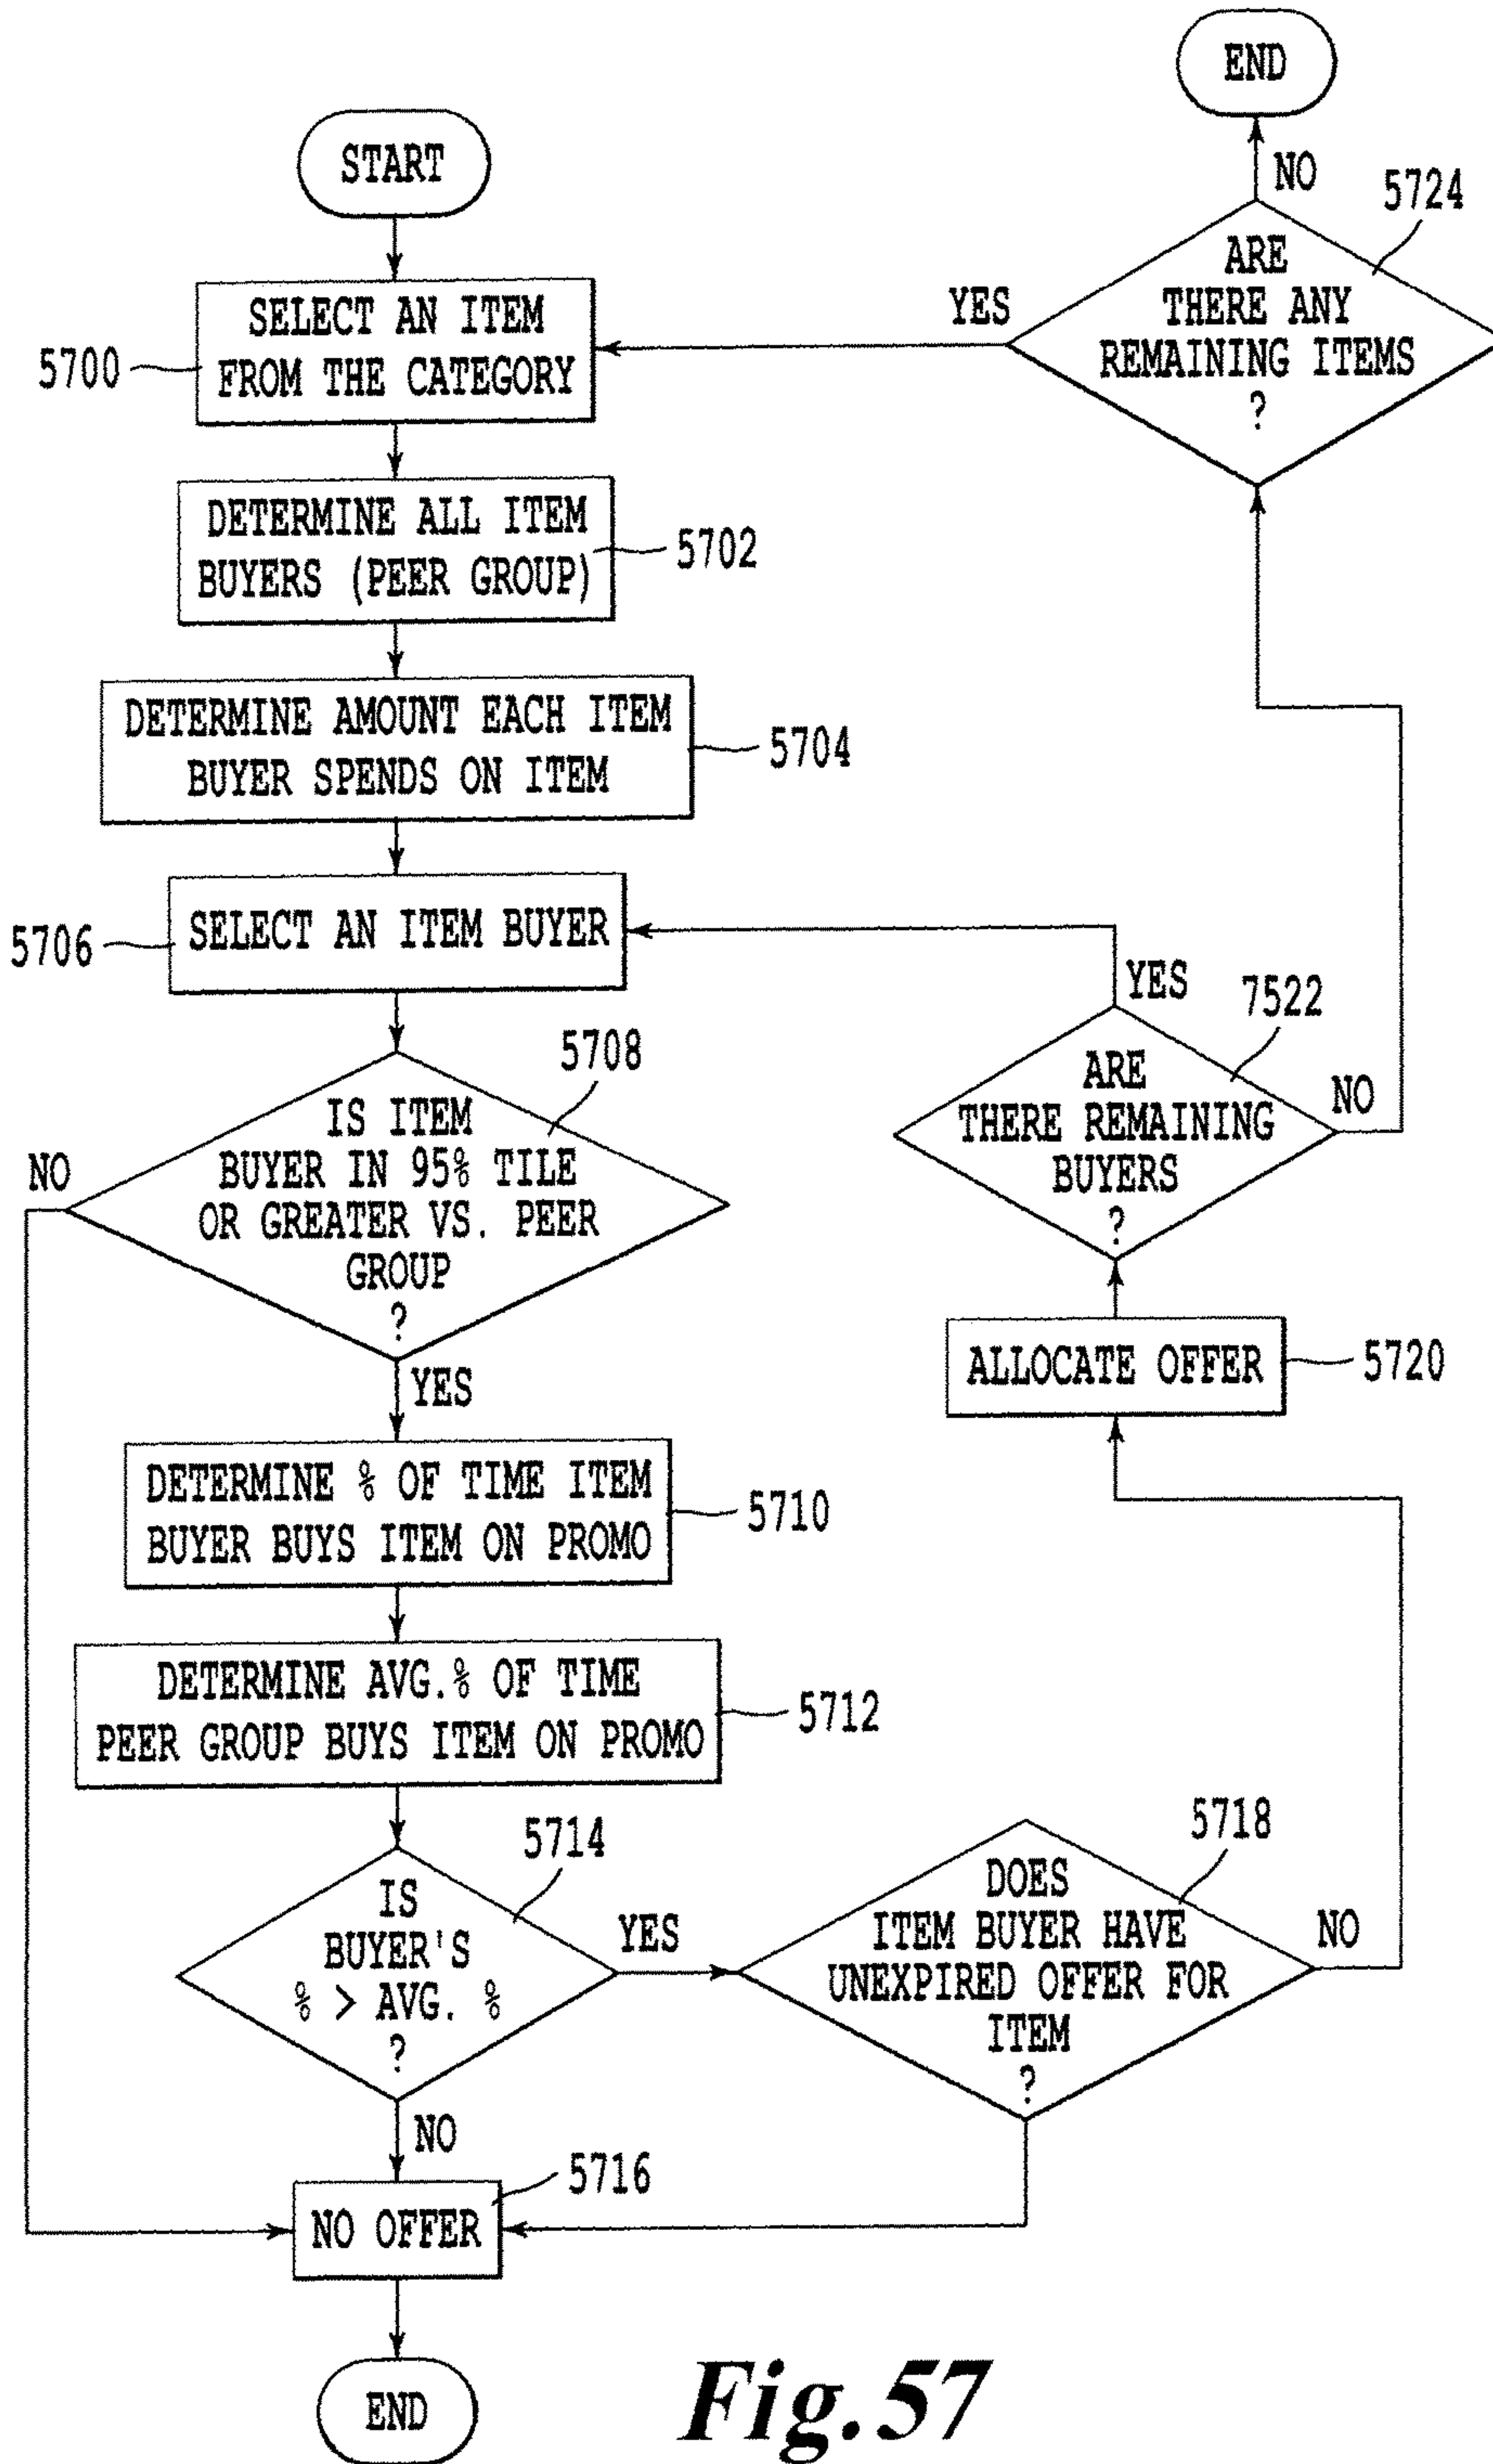 START
SELECT AN ITEM
FROM THE CATEGORY
5700
DETERMINE ALL ITEM
BUYERS (PEER GROUP)
5702
DETERMINE AMOUNT EACH ITEM
BUYER SPENDS ON ITEM
5704
SELECT AN ITEM BUYER
5706
IS ITEM
BUYER IN 95% TILE
OR GREATER VS. PEER
GROUP
?
5708
NO
YES
DETERMINE % OF TIME ITEM
BUYER BUYS ITEM ON PROMO
5710
DETERMINE AVG.% OF TIME
PEER GROUP BUYS ITEM ON PROMO
5712
IS
BUYER'S
% > AVG. %
?
5714
YES
NO
NO OFFER
5716
END
DOES
ITEM BUYER HAVE
UNEXPIRED OFFER FOR
ITEM
?
5718
NO
ALLOCATE OFFER
5720
ARE
THERE REMAINING
BUYERS
?
7522
YES
NO
ARE
THERE ANY
REMAINING ITEMS
?
5724
YES
NO
END
Fig.57